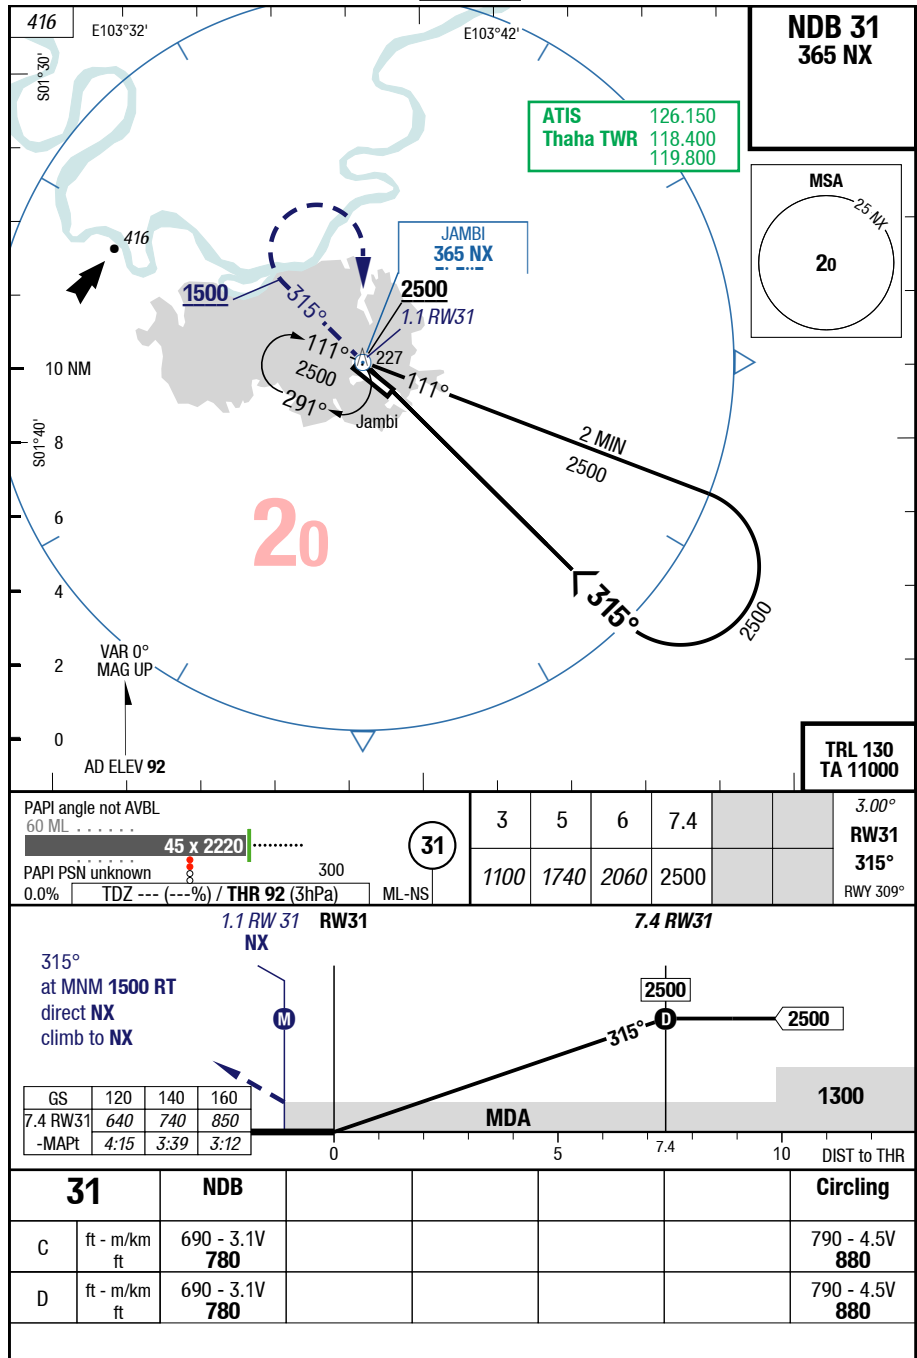 416
E103°32'
E103°42'
S01°30'
NDB 31
365 NX
ATIS 126.150
Thaha TWR 118.400
119.800
MSA
25 NX
20
416
JAMBI
365 NX
1500
315°
2500
1.1 RW31
227
111°
2500
291°
111°
Jambi
10 NM
S01°40'
8
2 MIN
2500
6
20
4
315°
2500
2
VAR 0°
MAG UP
0
AD ELEV 92
TRL 130
TA 11000
PAPI angle not AVBL
60 ML
45 x 2220
PAPI PSN unknown
300
0.0%
TDZ --- (---%) / THR 92 (3hPa)
ML-NS
31
3 5 6 7.4
1100 1740 2060 2500
3.00°
RW31
315°
RWY 309°
1.1 RW 31
NX
RW31
7.4 RW31
315°
at MNM 1500 RT
direct NX
climb to NX
M
2500
D
2500
315°
1300
MDA
GS 120 140 160
7.4 RW31 640 740 850
-MAPt 4:15 3:39 3:12
0 5 7.4 10 DIST to THR
31 NDB Circling
C ft - m/km 690 - 3.1V 790 - 4.5V
ft 780 880
D ft - m/km 690 - 3.1V 790 - 4.5V
ft 780 880